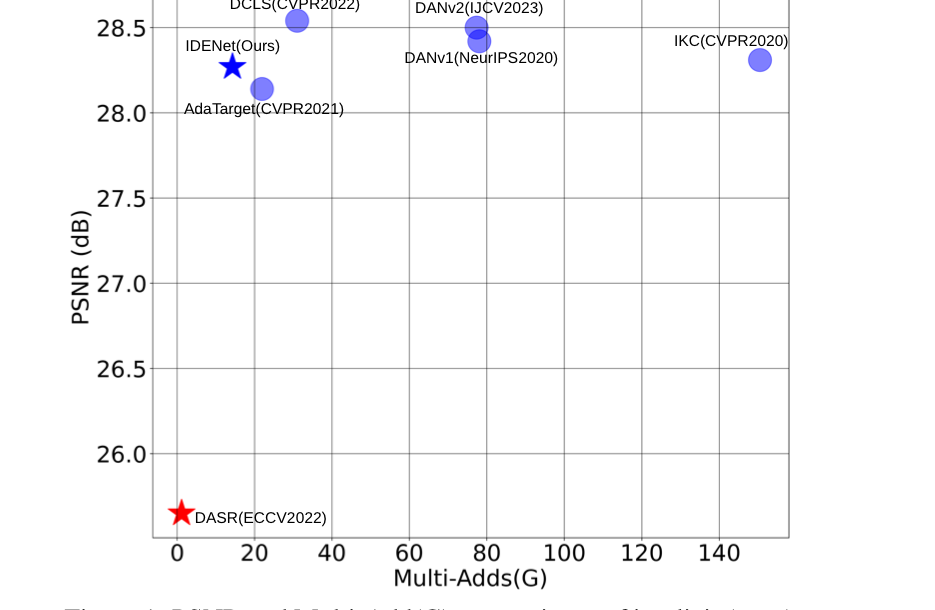 DCLS(CVPR2022)
DANv2(IJCV2023)
28.5
IDENet(Ours)
IKC(CVPR2020)
DANv1(NeurIPS2020)
AdaTarget(CVPR2021)
28.0
27.5
PSNR (dB)
27.0
26.5
26.0
DASR(ECCV2022)
0 20 40 60 80 100 120 140
Multi-Adds(G)